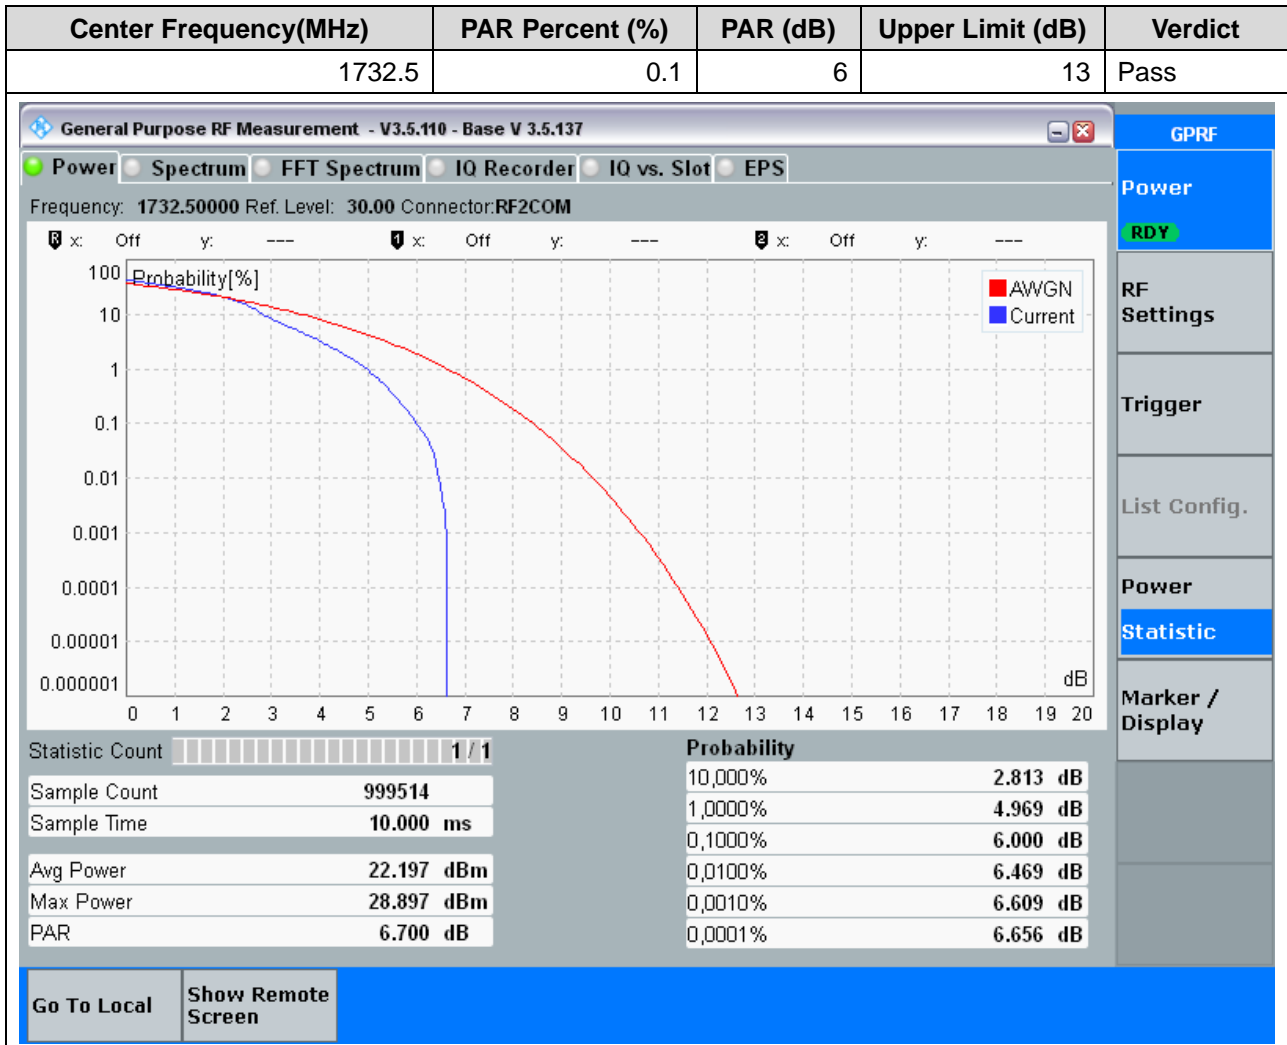 Center Frequency(MHz) PAR Percent (%) PAR (dB) Upper Limit (dB) Verdict
1732.5 0.1 6 13 Pass
General Purpose RF Measurement - V3.5.110 - Base V 3.5.137
GPRF
Power Spectrum FFT Spectrum IQ Recorder IQ vs. Slot EPS
Frequency: 1732.50000 Ref. Level: 30.00 Connector:RF2COM
R x: Off y: --- 1 x: Off y: --- 2 x: Off y: ---
Probability[%]
AWGN
Current
100
10
1
0.1
0.01
0.001
0.0001
0.00001
0.000001
dB
0 1 2 3 4 5 6 7 8 9 10 11 12 13 14 15 16 17 18 19 20
Statistic Count 1 / 1
Sample Count 999514
Sample Time 10.000 ms
Avg Power 22.197 dBm
Max Power 28.897 dBm
PAR 6.700 dB
Probability
10,000% 2.813 dB
1,0000% 4.969 dB
0,1000% 6.000 dB
0,0100% 6.469 dB
0,0010% 6.609 dB
0,0001% 6.656 dB
Power
RDY
RF
Settings
Trigger
List Config.
Power
Statistic
Marker /
Display
Go To Local
Show Remote
Screen